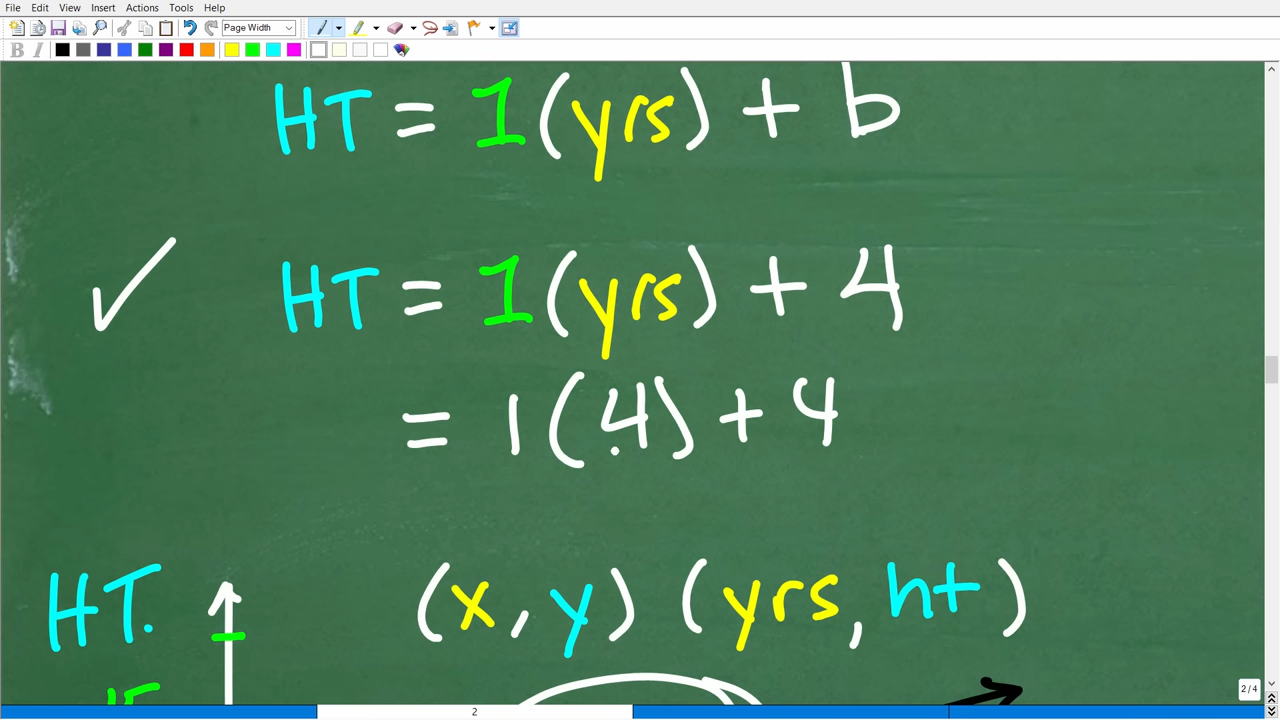 File Edit View Insert Actions Tools Help
Page Width
B I
HT = 1(yrs) + b
HT = 1(yrs) + 4
= 1(4) + 4
HT. (x, y) (yrs, ht)
15
2/4
2